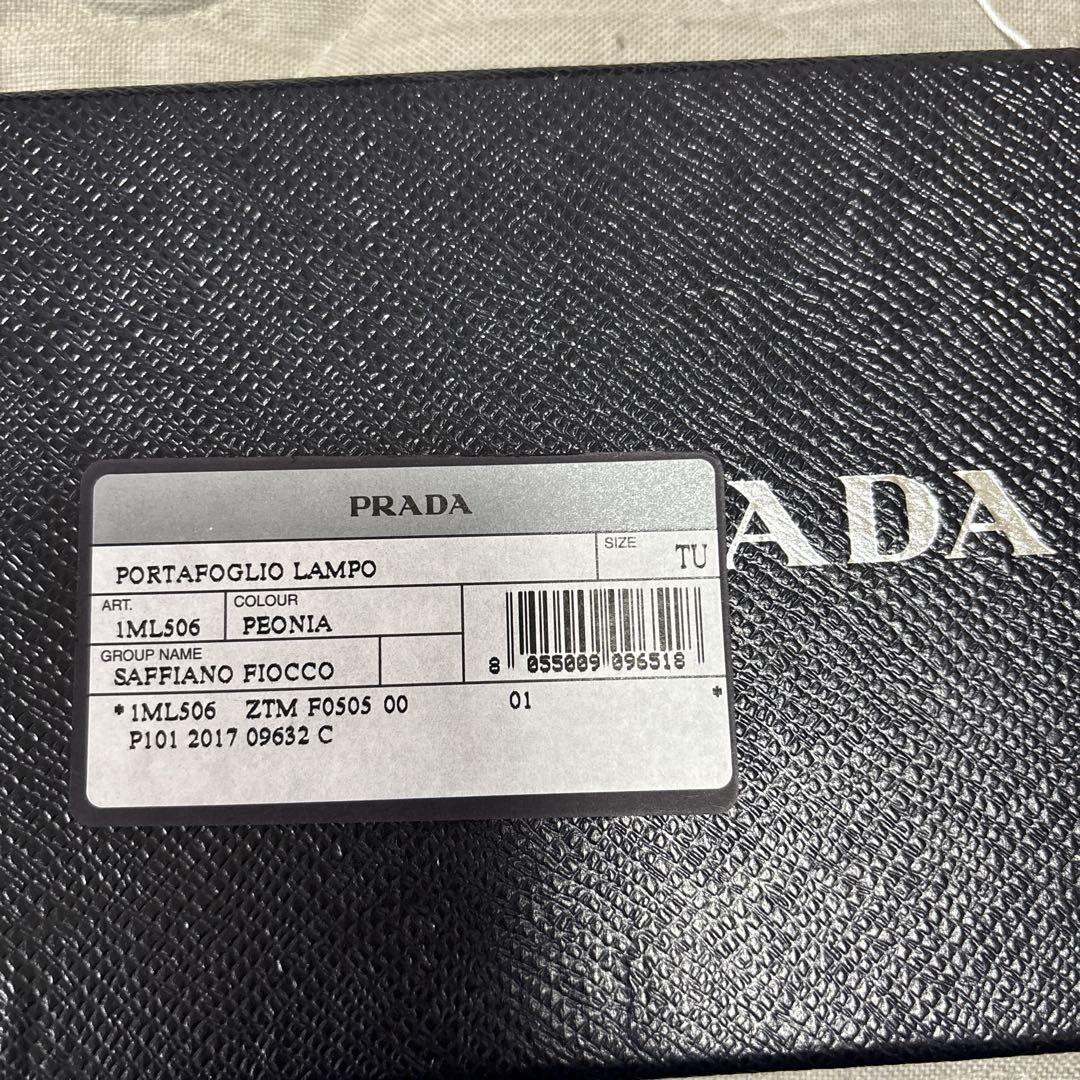 PRADA
PORTAFOGLIO LAMPO
SIZE
TU
ART.
1ML506
COLOUR
PEONIA
GROUP NAME
SAFFIANO FIOCCO
8 055009 096518
*1ML506 ZTM F0505 00 01 *
P101 2017 09632 C
ADA